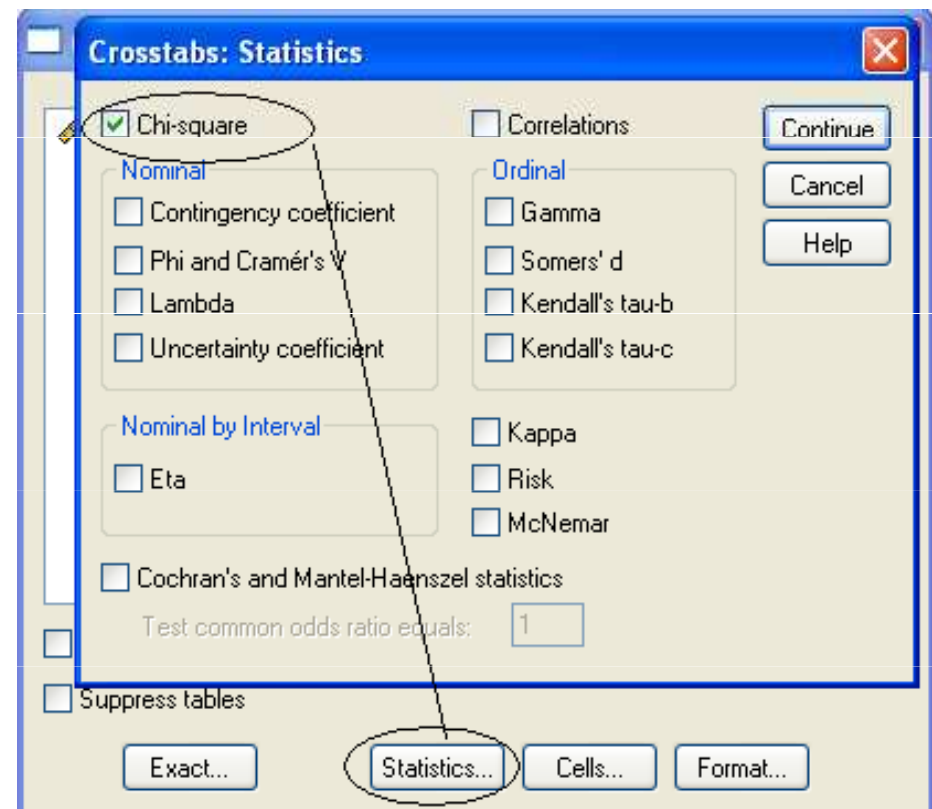 Crosstabs: Statistics
Chi-square
Correlations
Continue
Nominal
Ordinal
Cancel
Contingency coefficient
Gamma
Help
Phi and Cramér's V
Somers' d
Lambda
Kendall's tau-b
Uncertainty coefficient
Kendall's tau-c
Nominal by Interval
Kappa
Eta
Risk
McNemar
Cochran's and Mantel-Haenszel statistics
Test common odds ratio equals: 1
Suppress tables
Exact... Statistics... Cells... Format...